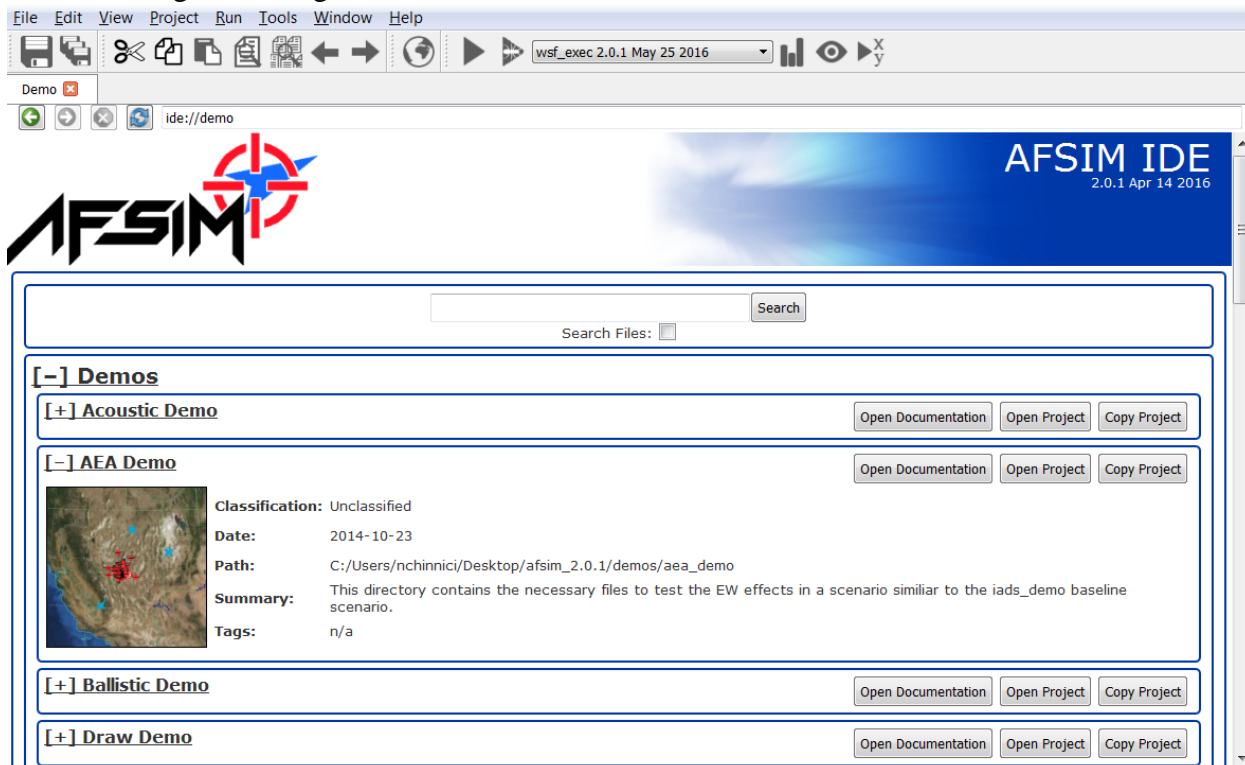 File Edit View Project Run Tools Window Help
wsf_exec 2.0.1 May 25 2016
x
y
Demo
ide://demo
AFSIM
AFSIM IDE
2.0.1 Apr 14 2016
Search
Search Files:
[−] Demos
[+] Acoustic Demo
Open Documentation Open Project Copy Project
[−] AEA Demo
Open Documentation Open Project Copy Project
Classification: Unclassified
Date: 2014-10-23
Path: C:/Users/nchinnici/Desktop/afsim_2.0.1/demos/aea_demo
Summary: This directory contains the necessary files to test the EW effects in a scenario similiar to the iads_demo baseline
scenario.
Tags: n/a
[+] Ballistic Demo
Open Documentation Open Project Copy Project
[+] Draw Demo
Open Documentation Open Project Copy Project